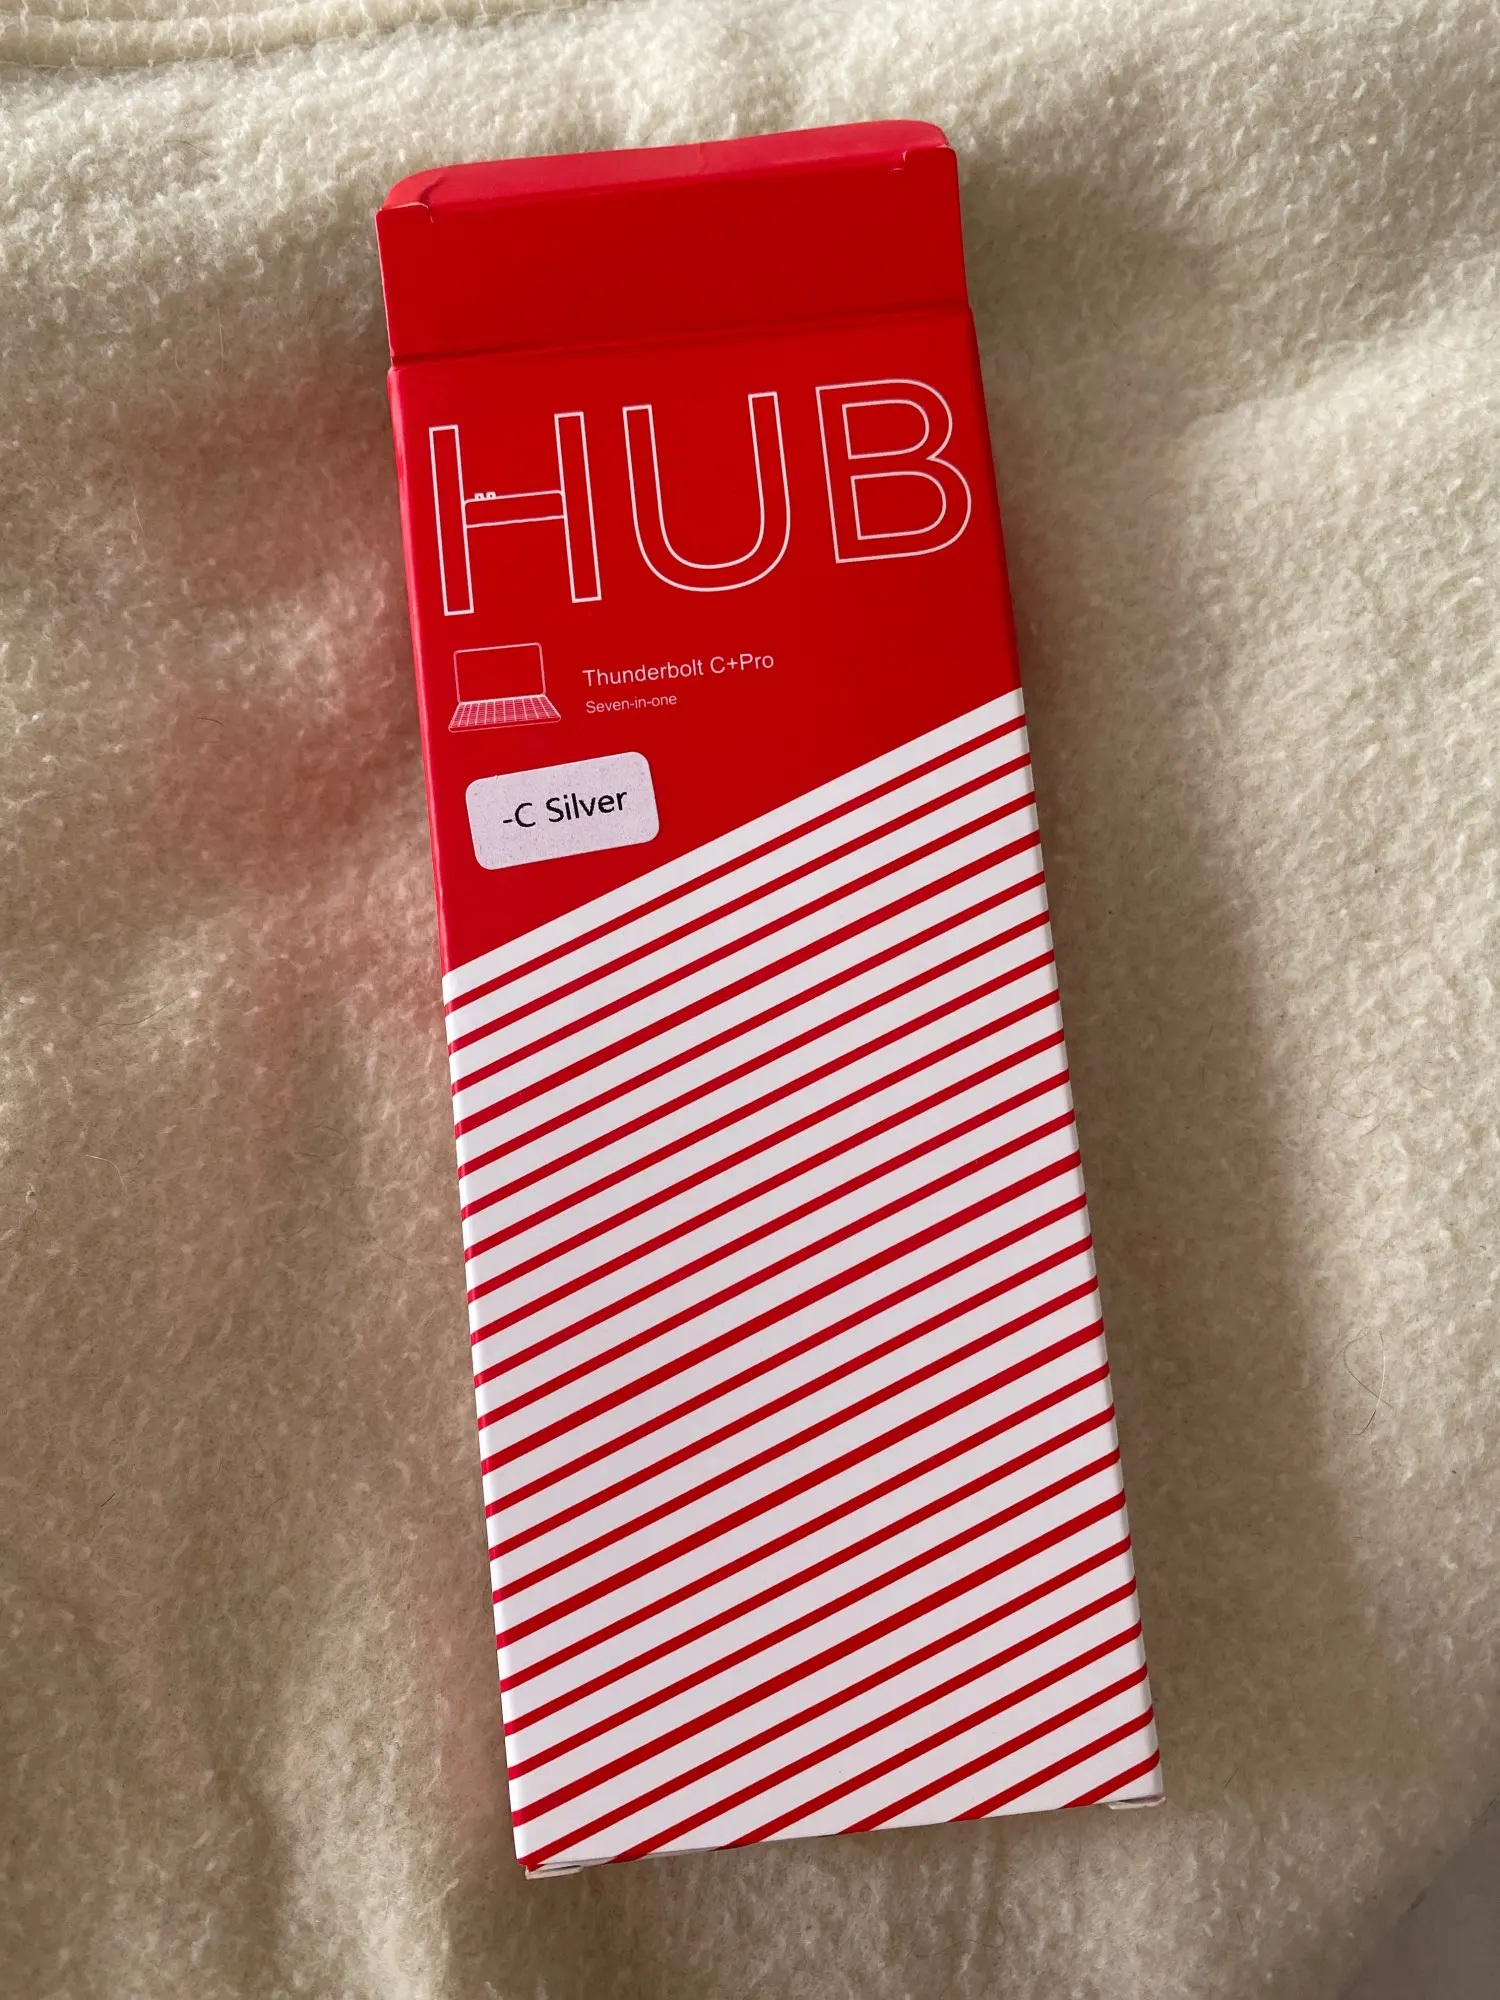 HUB
Thunderbolt C+Pro
Seven-in-one
-C Silver